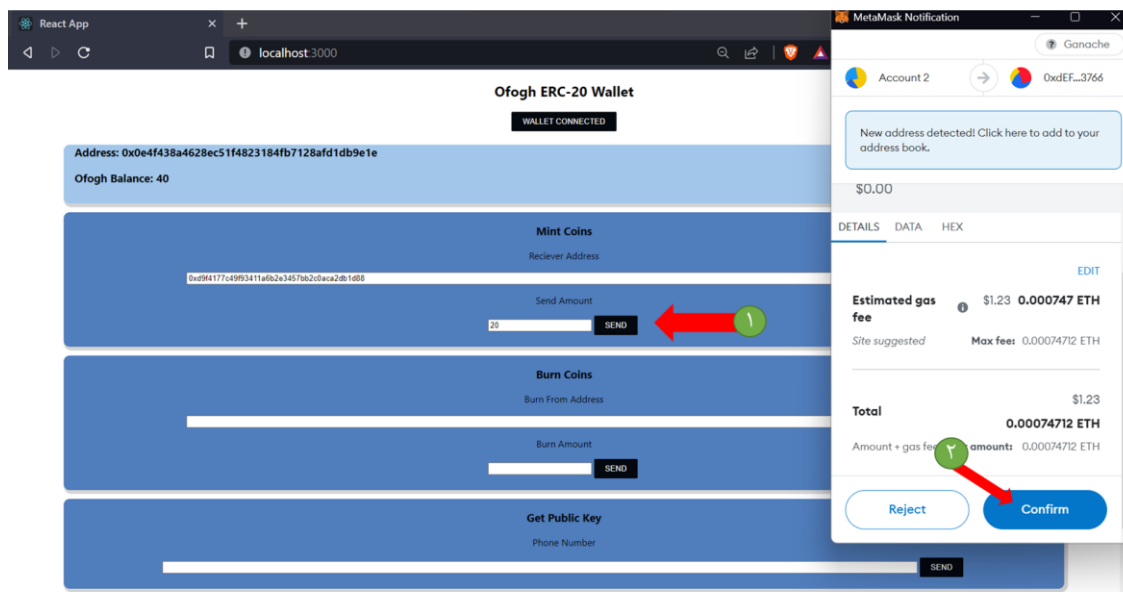 React App
localhost:3000
Ofogh ERC-20 Wallet
WALLET CONNECTED
Address: 0x0e4f438a4628ec51f4823184fb7128afd1db9e1e
Ofogh Balance: 40
Mint Coins
Reciever Address
0xd9f4177c49f93411a6b2e3457bb2c0aca2db1d88
Send Amount
20
SEND
۱
Burn Coins
Burn From Address
Burn Amount
SEND
Get Public Key
Phone Number
SEND
MetaMask Notification
Ganache
Account 2
0xdEF...3766
New address detected! Click here to add to your
address book.
$0.00
DETAILS DATA HEX
EDIT
Estimated gas $1.23 0.000747 ETH
fee
Site suggested Max fee: 0.00074712 ETH
$1.23
Total
0.00074712 ETH
Amount + gas fee amount: 0.00074712 ETH
۲
Reject
Confirm